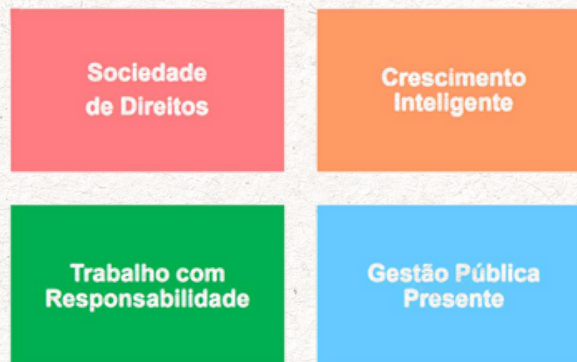 Sociedade
de Direitos
Crescimento
Inteligente
Trabalho com
Responsabilidade
Gestão Pública
Presente